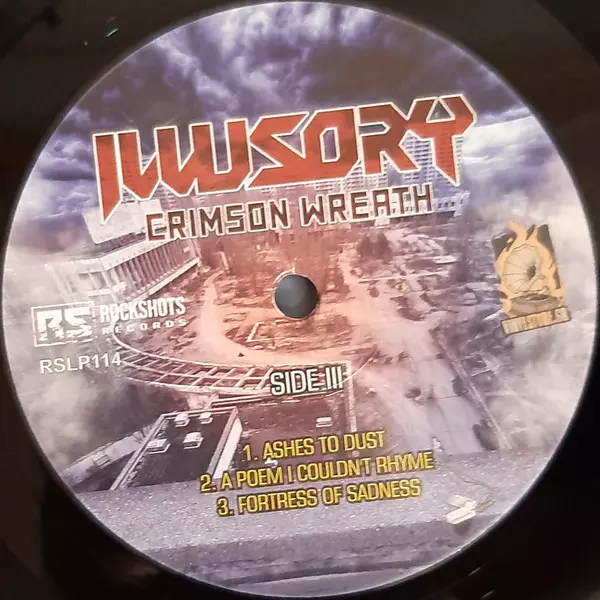 ILLUSORY
CRIMSON WREATH
RS ROCKSHOTS
RECORDS
RSLP114
SIDE III
1. ASHES TO DUST
2. A POEM I COULDN'T RHYME
3. FORTRESS OF SADNESS